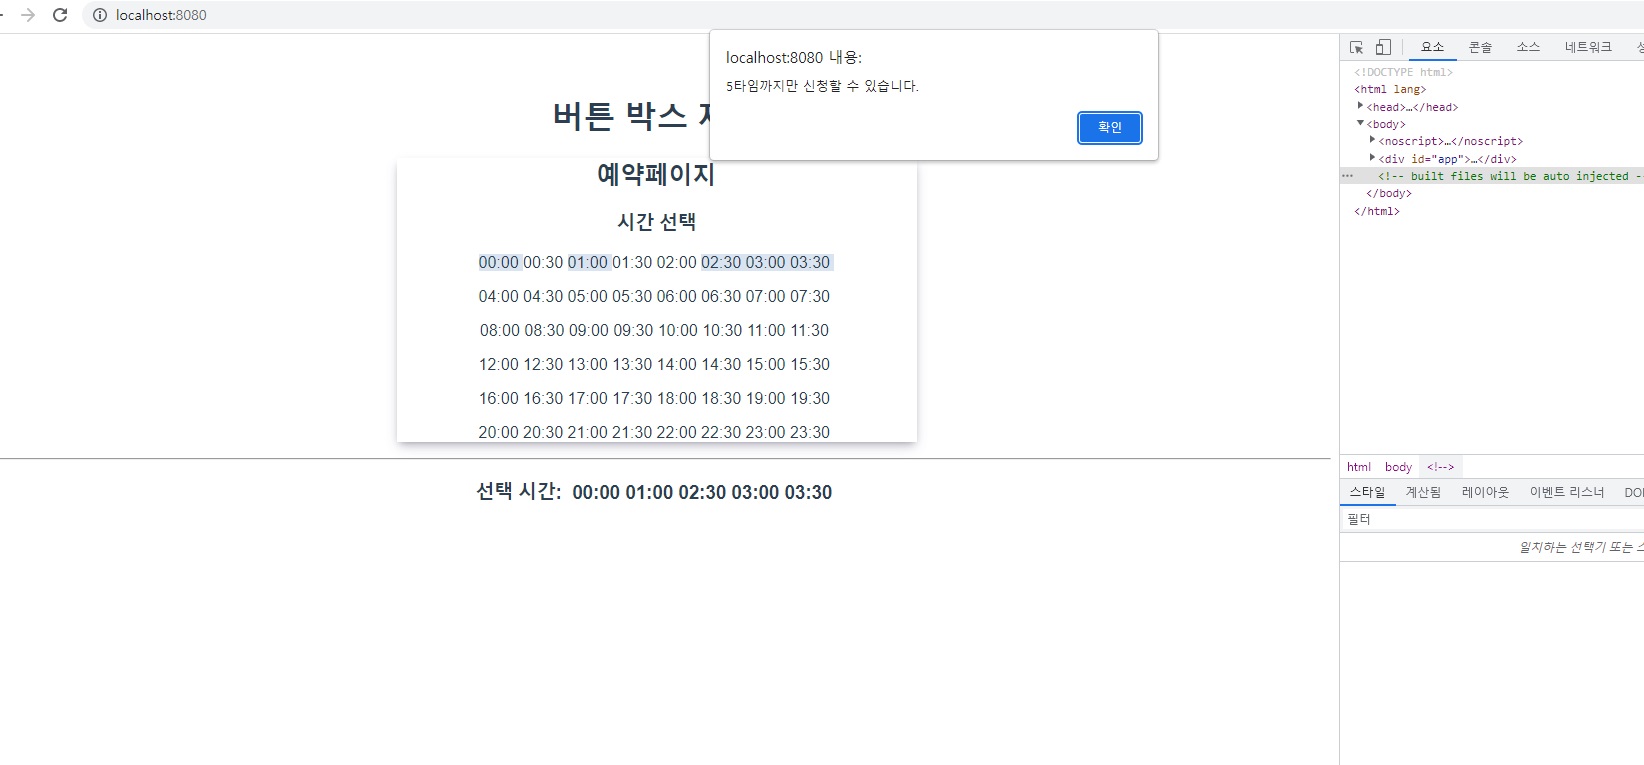 localhost:8080
localhost:8080 내용:
5타임까지만 신청할 수 있습니다.
확인
버튼 박스
예약페이지
시간 선택
00:00 00:30 01:00 01:30 02:00 02:30 03:00 03:30
04:00 04:30 05:00 05:30 06:00 06:30 07:00 07:30
08:00 08:30 09:00 09:30 10:00 10:30 11:00 11:30
12:00 12:30 13:00 13:30 14:00 14:30 15:00 15:30
16:00 16:30 17:00 17:30 18:00 18:30 19:00 19:30
20:00 20:30 21:00 21:30 22:00 22:30 23:00 23:30
선택 시간: 00:00 01:00 02:30 03:00 03:30
요소 콘솔 소스 네트워크
<!DOCTYPE html>
<html lang>
<head>…</head>
<body>
<noscript>…</noscript>
<div id="app">…</div>
<!-- built files will be auto injected -
</body>
</html>
html body <!-->
스타일 계산됨 레이아웃 이벤트 리스너
필터
일치하는 선택기 또는